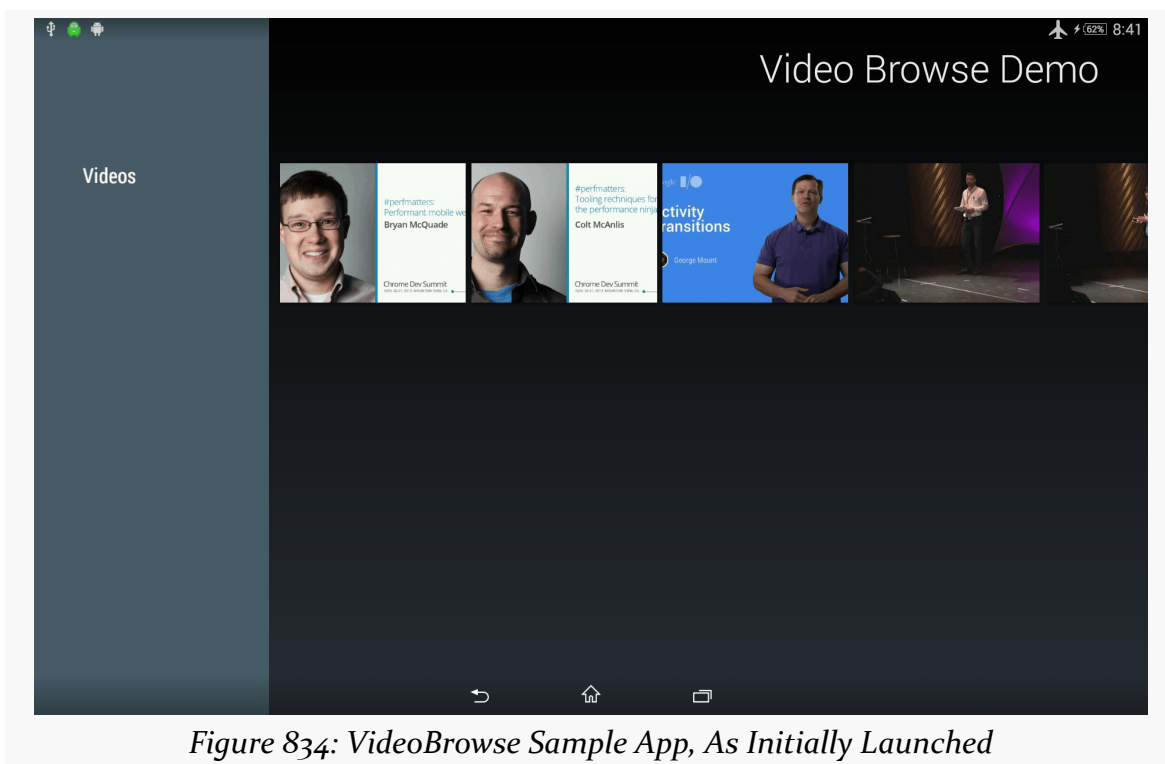 62% 8:41
Video Browse Demo
Videos
#perfmatters:
Performant mobile we
Bryan McQuade
Chrome Dev Summit
#perfmatters:
Tooling rechniques for
the performance ninja
Colt McAnlis
Chrome Dev Summit
I/O
ctivity
ransitions
George Mount
Figure 834: VideoBrowse Sample App, As Initially Launched